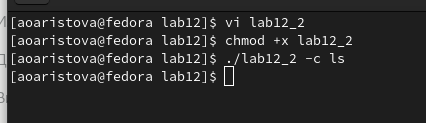 [aoaristova@fedora lab12]$ vi lab12_2
[aoaristova@fedora lab12]$ chmod +x lab12_2
[aoaristova@fedora lab12]$ ./lab12_2 -c ls
[aoaristova@fedora lab12]$